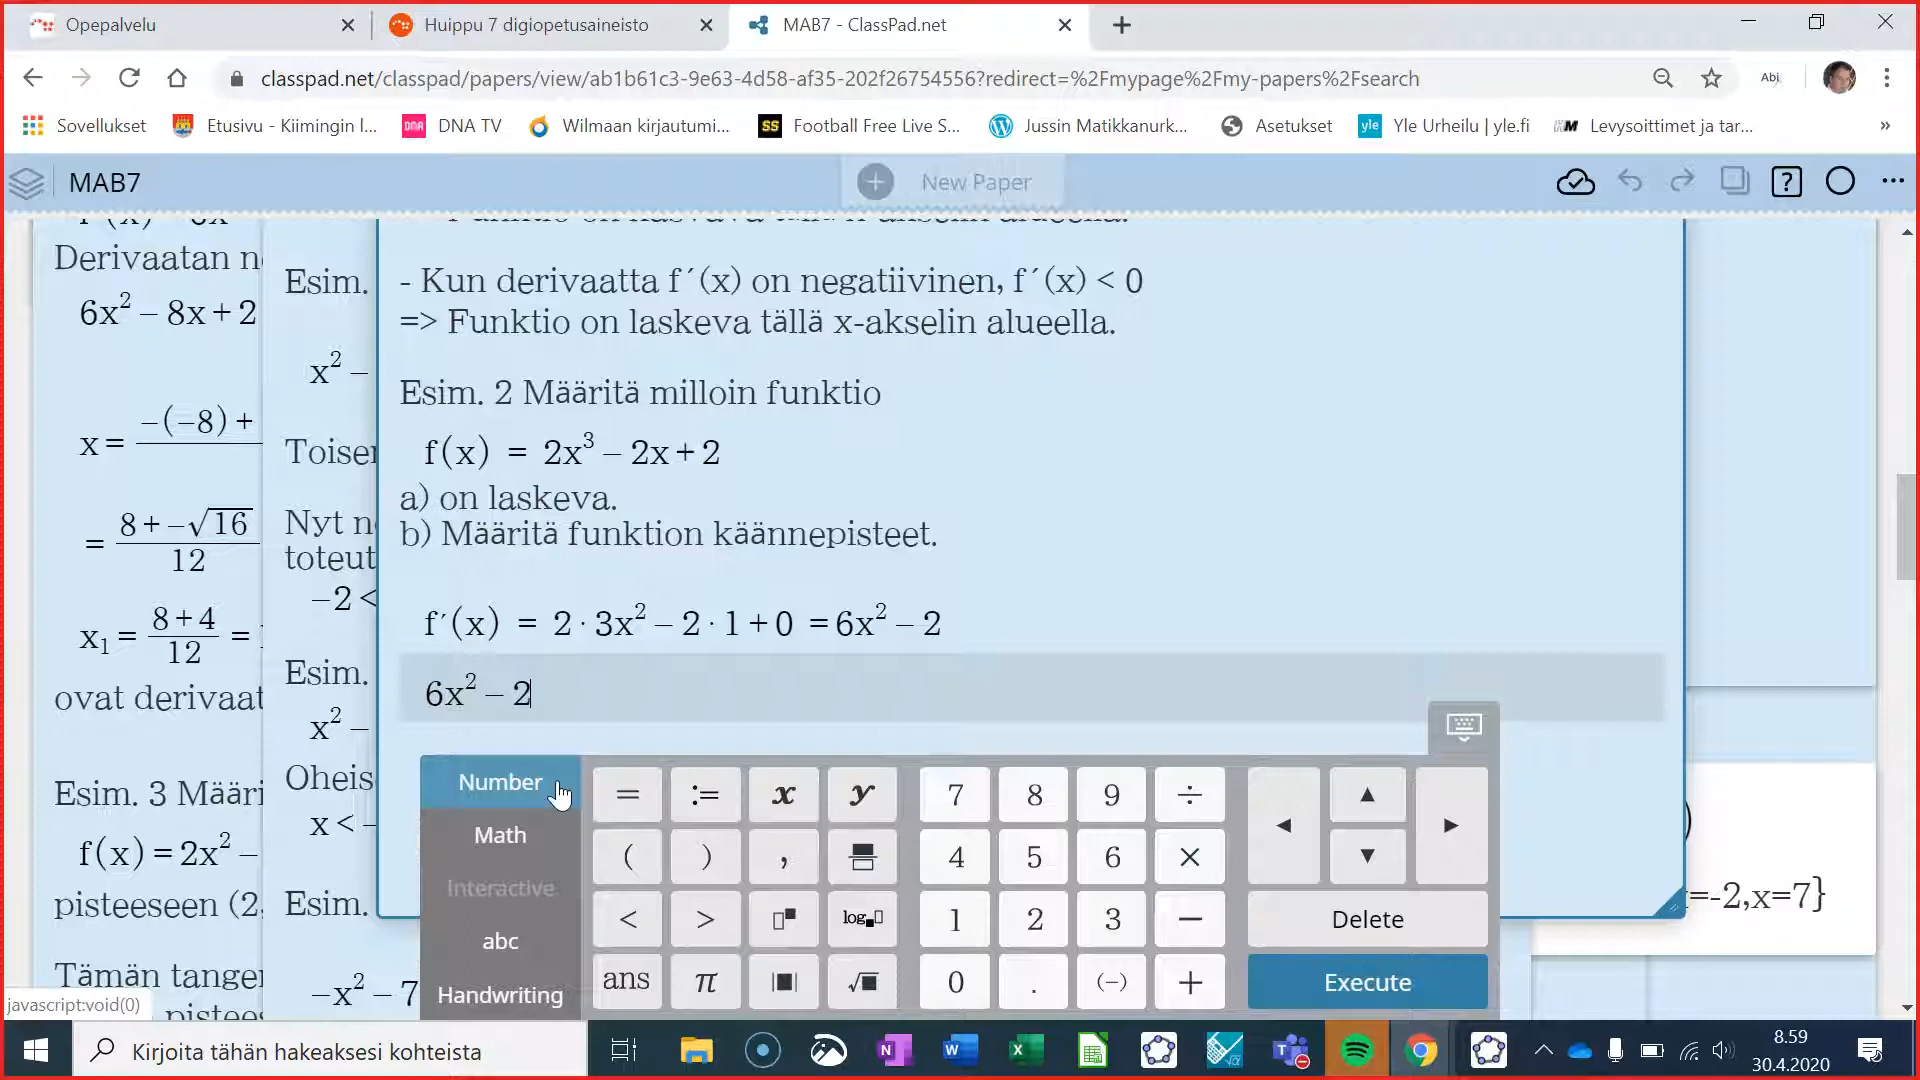 Opepalvelu
Huippu 7 digiopetusaineisto
MAB7 - ClassPad.net
classpad.net/classpad/papers/view/ab1b61c3-9e63-4d58-af35-202f26754556?redirect=%2Fmypage%2Fmy-papers%2Fsearch
Abi
Sovellukset
Etusivu - Kiimingin l...
DNA TV
Wilmaan kirjautumi...
Football Free Live S...
Jussin Matikkanurk...
Asetukset
Yle Urheilu | yle.fi
Levysoittimet ja tar...
»
MAB7
New Paper
Derivaatan n
6x² – 8x + 2
x = –(–8) +
= 8 + –√16 / 12
x₁ = 8 + 4 / 12 =
ovat derivaat
Esim. 3 Määri
f(x) = 2x² –
pisteeseen (2,
Tämän tanger
Esim.
x² –
Toiser
Nyt n
toteut
–2 <
Esim.
x² –
Oheis
x < –
Esim.
–x² – 7
- Kun derivaatta f´(x) on negatiivinen, f´(x) < 0
=> Funktio on laskeva tällä x-akselin alueella.
Esim. 2 Määritä milloin funktio
f(x) = 2x³ – 2x + 2
a) on laskeva.
b) Määritä funktion käännepisteet.
f´(x) = 2 · 3x² – 2 · 1 + 0 = 6x² – 2
6x² – 2
=-2,x=7}
Number
Math
Interactive
abc
Handwriting
= := x y 7 8 9 ÷
( ) , 4 5 6 ×
< > log 1 2 3 − Delete
ans π √ 0 . (−) + Execute
javascript:void(0)
Kirjoita tähän hakeaksesi kohteista
8.59
30.4.2020